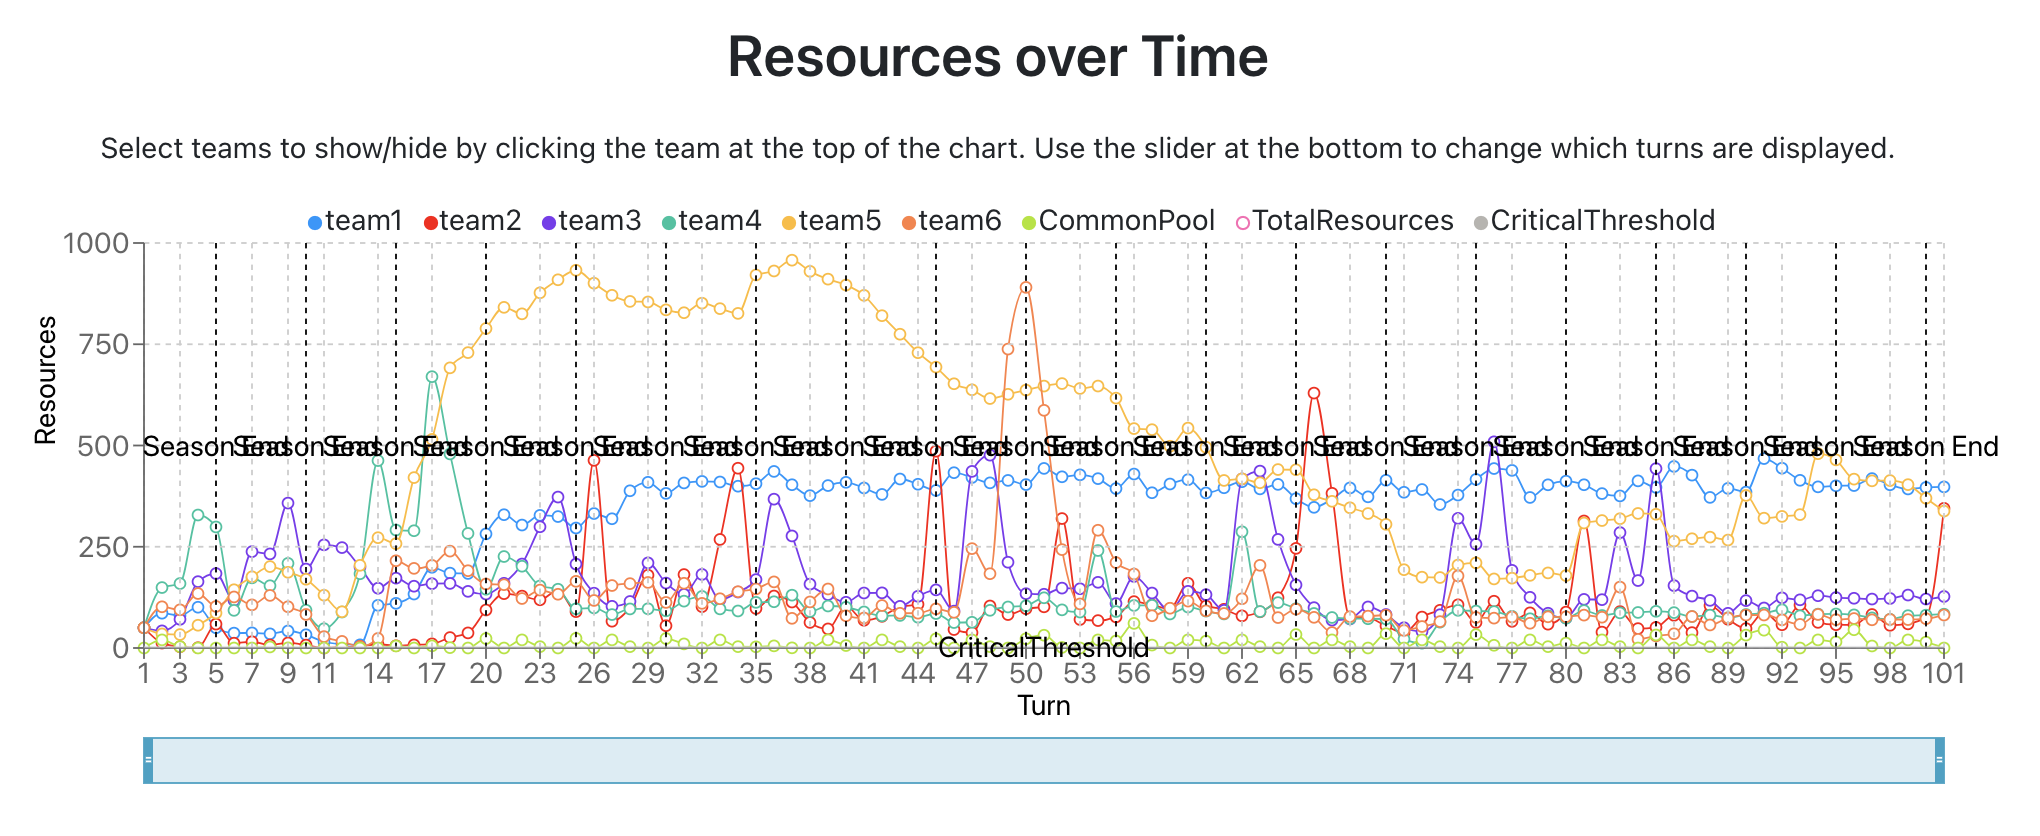 Resources over Time
Select teams to show/hide by clicking the team at the top of the chart. Use the slider at the bottom to change which turns are displayed.
team1 team2 team3 team4 team5 team6 CommonPool TotalResources CriticalThreshold
1000
750
500
250
0
Resources
Season End Season End Season End Season End Season End Season End Season End Season End Season End Season End Season End Season End Season End Season End Season End Season End Season End Season End Season End Season End
CriticalThreshold
1 3 5 7 9 11 14 17 20 23 26 29 32 35 38 41 44 47 50 53 56 59 62 65 68 71 74 77 80 83 86 89 92 95 98 101
Turn